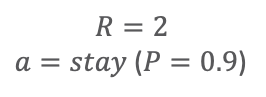 R = 2
a = stay (P = 0.9)